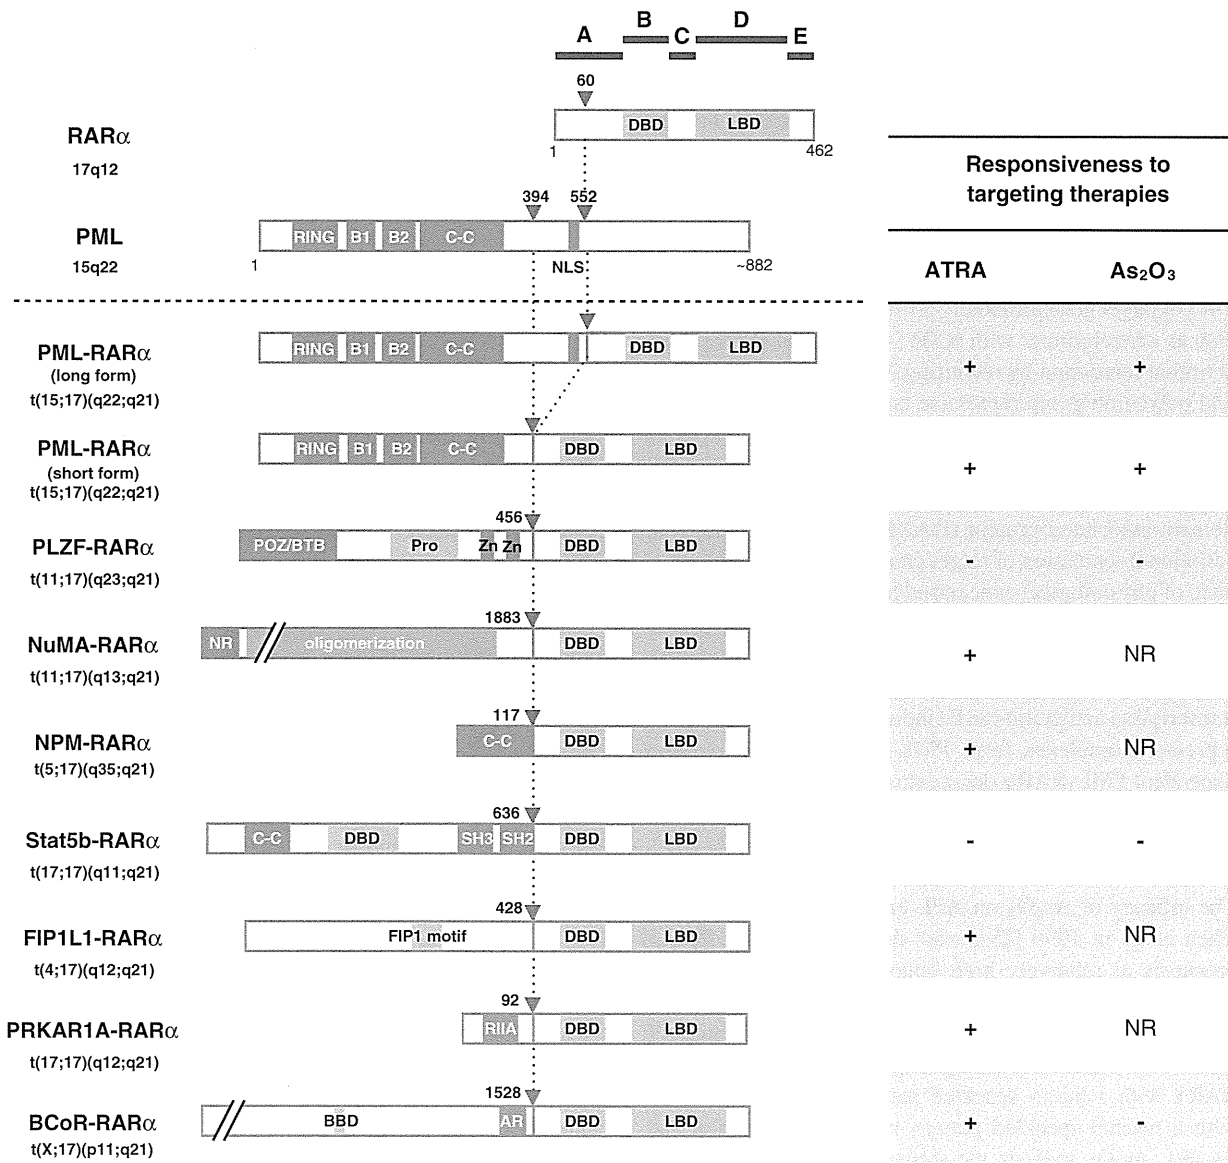 A B C D E
60
RARα
17q12
DBD LBD
1 462
Responsiveness to
targeting therapies
394 552
PML
15q22
RING B1 B2 C-C
1 NLS ~882
ATRA As2O3
PML-RARα
(long form)
t(15;17)(q22;q21)
RING B1 B2 C-C DBD LBD
+ +
PML-RARα
(short form)
t(15;17)(q22;q21)
RING B1 B2 C-C DBD LBD
+ +
456
PLZF-RARα
t(11;17)(q23;q21)
POZ/BTB Pro Zn Zn DBD LBD
- -
1883
NuMA-RARα
t(11;17)(q13;q21)
NR oligomerization DBD LBD
+ NR
117
NPM-RARα
t(5;17)(q35;q21)
C-C DBD LBD
+ NR
636
Stat5b-RARα
t(17;17)(q11;q21)
C-C DBD SH3 SH2 DBD LBD
- -
428
FIP1L1-RARα
t(4;17)(q12;q21)
FIP1 motif DBD LBD
+ NR
92
PRKAR1A-RARα
t(17;17)(q12;q21)
RIIA DBD LBD
+ NR
1528
BCoR-RARα
t(X;17)(p11;q21)
BBD AR DBD LBD
+ -